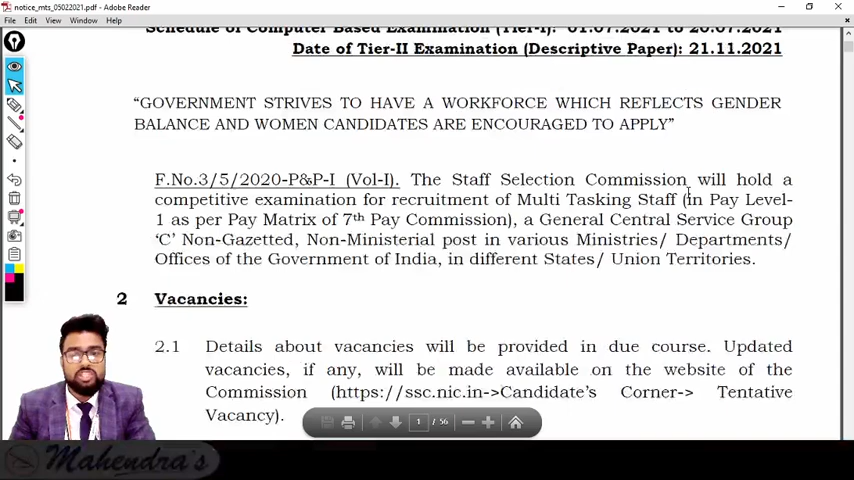 notice_mts_05022021.pdf - Adobe Reader
File Edit View Window Help
Schedule of Computer Based Examination (Tier-I): 01.07.2021 to 20.07.2021
Date of Tier-II Examination (Descriptive Paper): 21.11.2021
“GOVERNMENT STRIVES TO HAVE A WORKFORCE WHICH REFLECTS GENDER
BALANCE AND WOMEN CANDIDATES ARE ENCOURAGED TO APPLY”
F.No.3/5/2020-P&P-I (Vol-I). The Staff Selection Commission will hold a
competitive examination for recruitment of Multi Tasking Staff (in Pay Level-
1 as per Pay Matrix of 7th Pay Commission), a General Central Service Group
‘C’ Non-Gazetted, Non-Ministerial post in various Ministries/ Departments/
Offices of the Government of India, in different States/ Union Territories.
2 Vacancies:
2.1 Details about vacancies will be provided in due course. Updated
vacancies, if any, will be made available on the website of the
Commission (https://ssc.nic.in->Candidate’s Corner-> Tentative
Vacancy).
1 / 56
Mahendra's